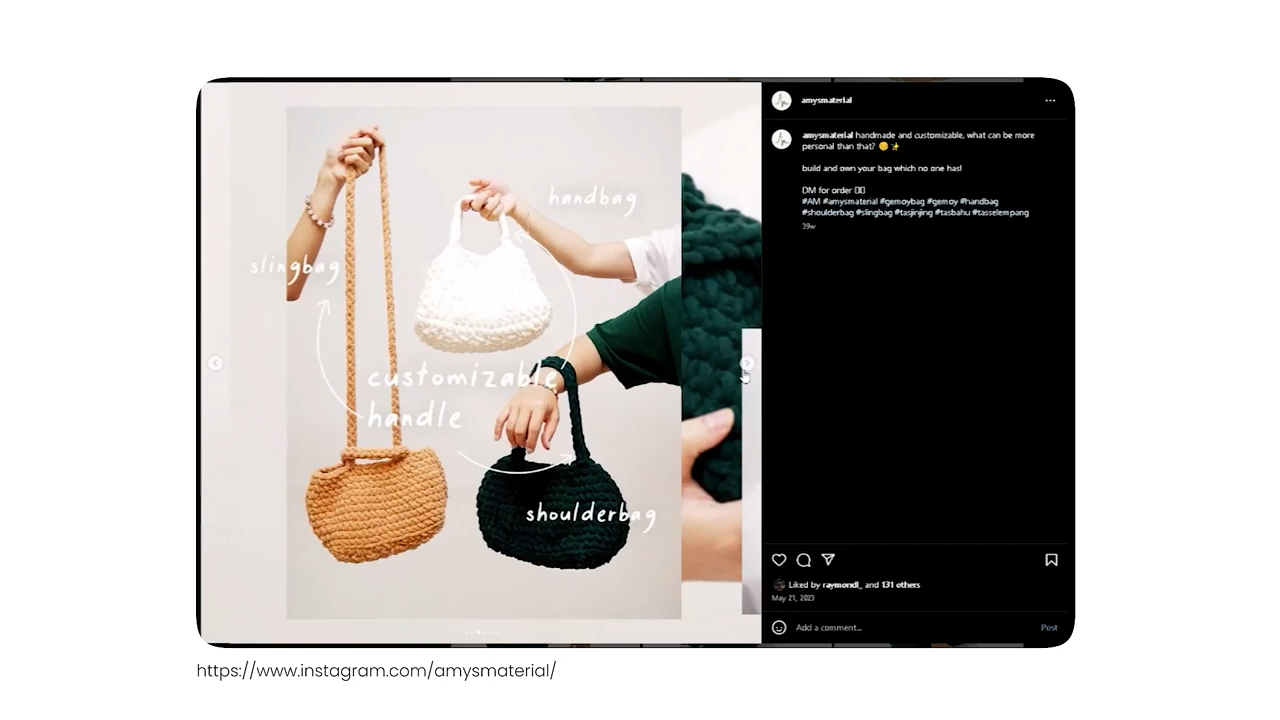 handbag
slingbag
customizable
handle
shoulderbag
amysmaterial
amysmaterial handmade and customizable, what can be more
personal than that? 😊 ✨
build and own your bag which no one has!
DM for order
#AM #amysmaterial #gemoybag #gemoy #handbag
#shoulderbag #slingbag #tasjinjing #tasbahu #tasselempang
39w
Liked by raymondl_ and 131 others
May 21, 2023
Add a comment...
Post
https://www.instagram.com/amysmaterial/